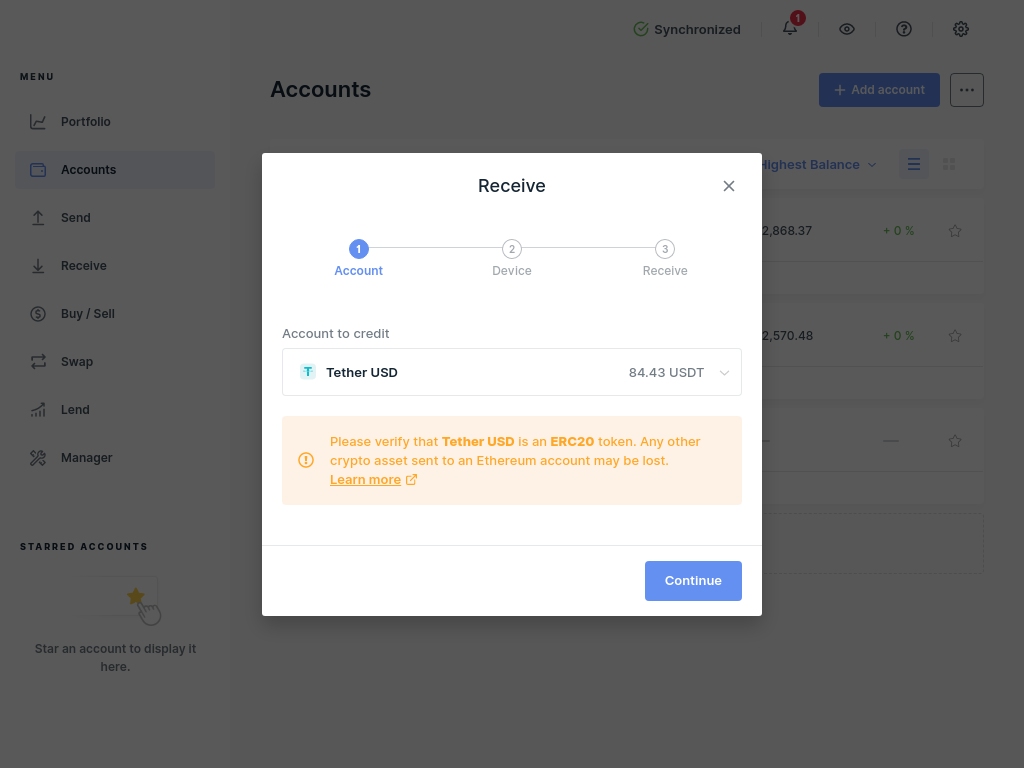 Synchronized
1
MENU
Portfolio
Accounts
Send
Receive
Buy / Sell
Swap
Lend
Manager
STARRED ACCOUNTS
Star an account to display it
here.
Accounts
+ Add account
Highest Balance
2,868.37 + 0 %
2,570.48 + 0 %
Receive
1 2 3
Account Device Receive
Account to credit
Tether USD 84.43 USDT
Please verify that Tether USD is an ERC20 token. Any other
crypto asset sent to an Ethereum account may be lost.
Learn more
Continue